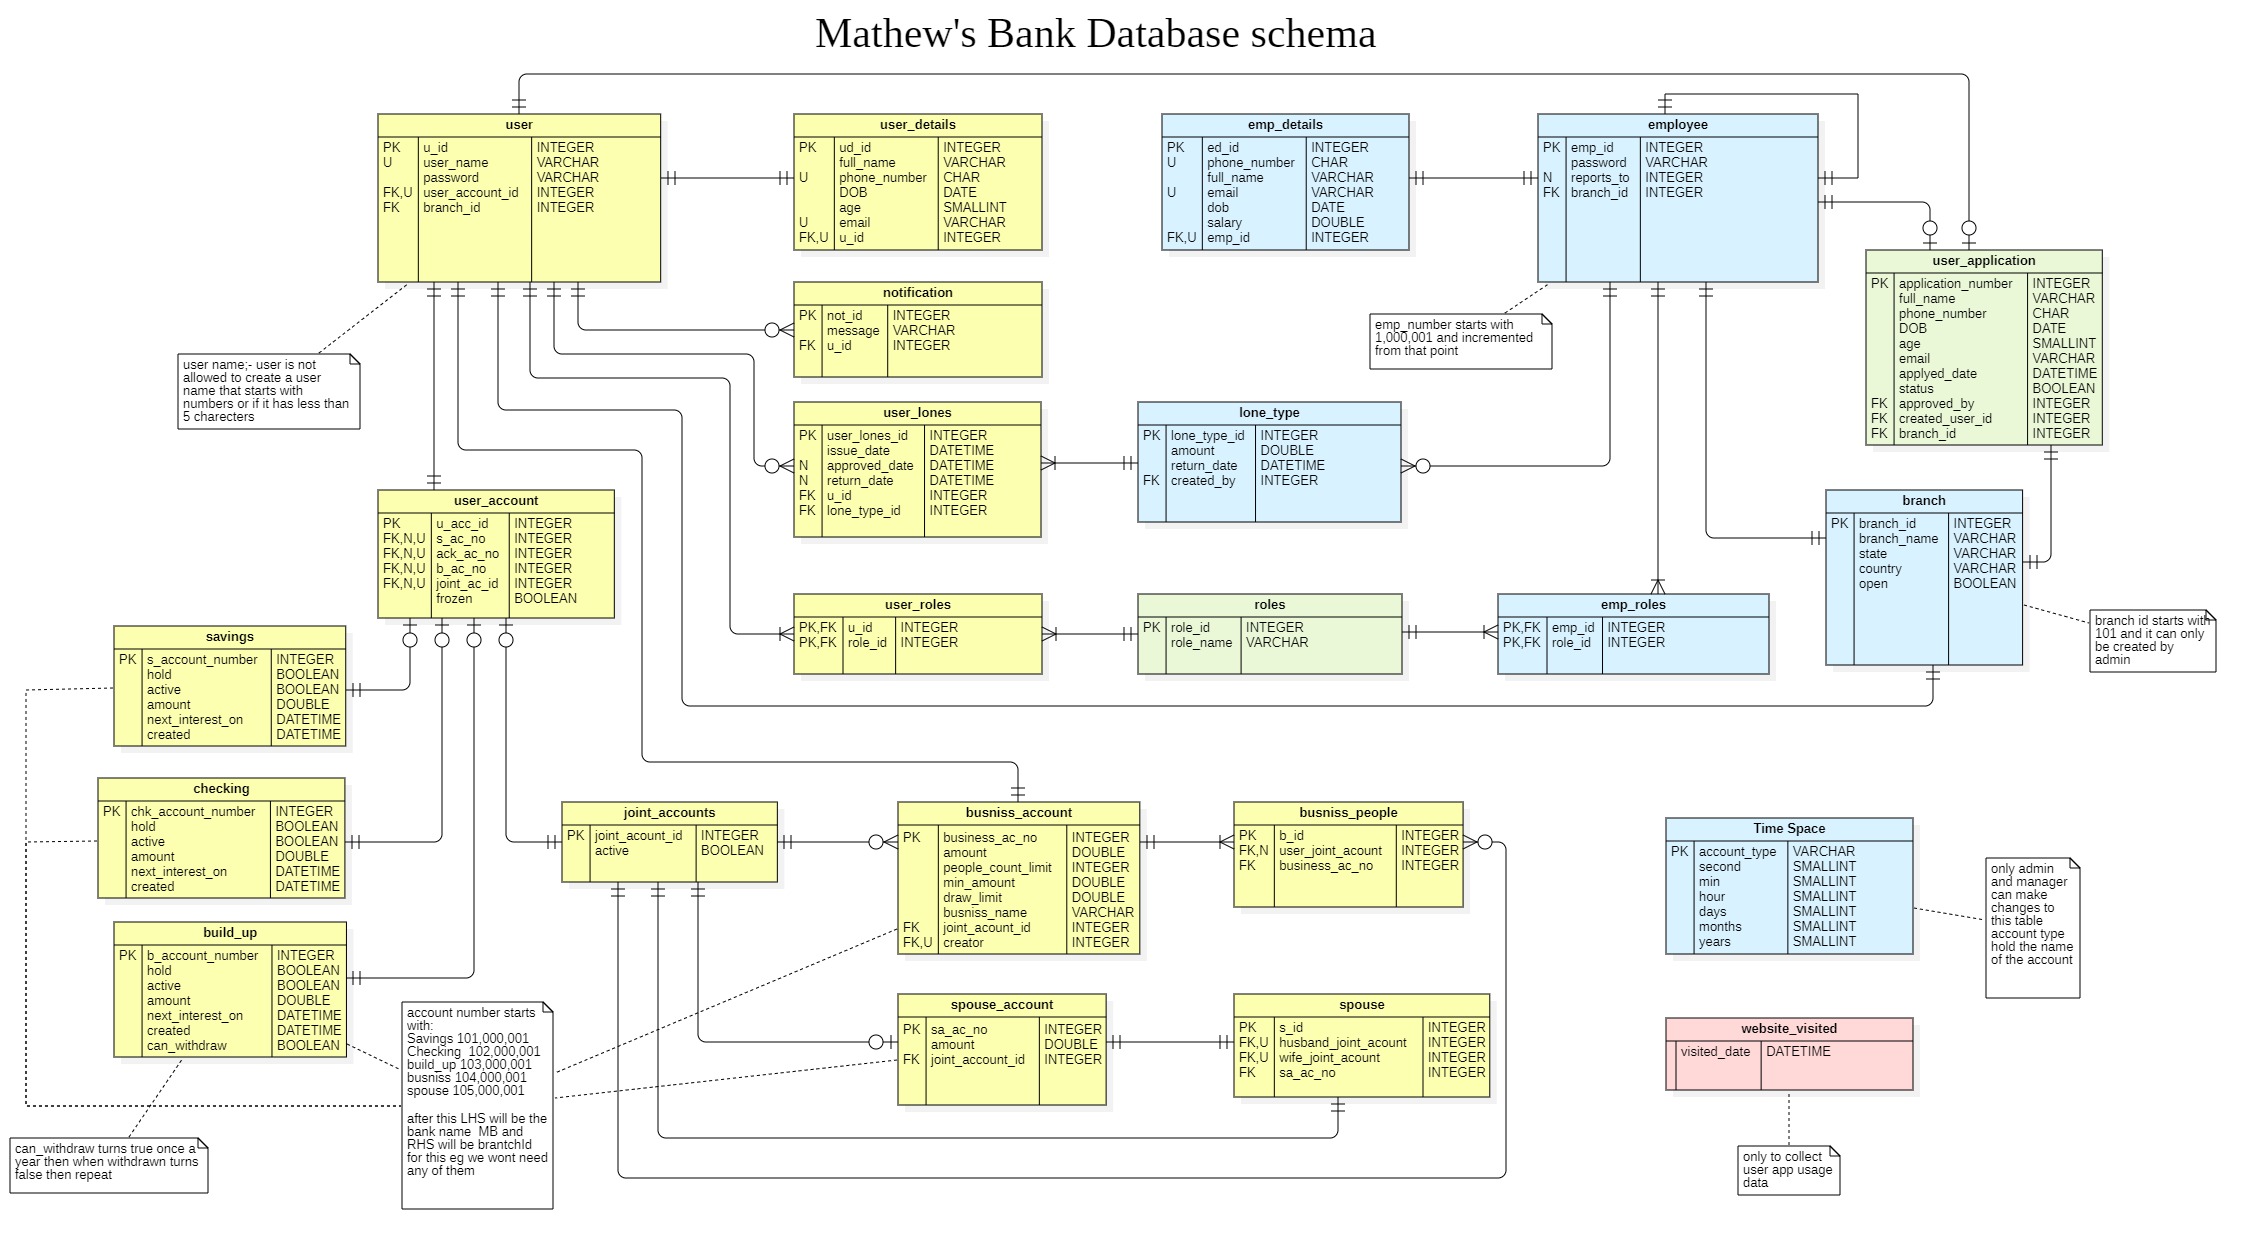 Mathew's Bank Database schema
user
PK u_id INTEGER
U user_name VARCHAR
password VARCHAR
FK,U user_account_id INTEGER
FK branch_id INTEGER
user_details
PK ud_id INTEGER
full_name VARCHAR
U phone_number CHAR
DOB DATE
age SMALLINT
U email VARCHAR
FK,U u_id INTEGER
emp_details
PK ed_id INTEGER
U phone_number CHAR
full_name VARCHAR
U email VARCHAR
dob DATE
salary DOUBLE
FK,U emp_id INTEGER
employee
PK emp_id INTEGER
password VARCHAR
N reports_to INTEGER
FK branch_id INTEGER
user_application
PK application_number INTEGER
full_name VARCHAR
phone_number CHAR
DOB DATE
age SMALLINT
email VARCHAR
applyed_date DATETIME
status BOOLEAN
FK approved_by INTEGER
FK created_user_id INTEGER
FK branch_id INTEGER
notification
PK not_id INTEGER
message VARCHAR
FK u_id INTEGER
emp_number starts with
1,000,001 and incremented
from that point
user name;- user is not
allowed to create a user
name that starts with
numbers or if it has less than
5 charecters
user_lones
PK user_lones_id INTEGER
issue_date DATETIME
N approved_date DATETIME
N return_date DATETIME
FK u_id INTEGER
FK lone_type_id INTEGER
lone_type
PK lone_type_id INTEGER
amount DOUBLE
return_date DATETIME
FK created_by INTEGER
user_account
PK u_acc_id INTEGER
FK,N,U s_ac_no INTEGER
FK,N,U ack_ac_no INTEGER
FK,N,U b_ac_no INTEGER
FK,N,U joint_ac_id INTEGER
frozen BOOLEAN
branch
PK branch_id INTEGER
branch_name VARCHAR
state VARCHAR
country VARCHAR
open BOOLEAN
branch id starts with
101 and it can only
be created by
admin
user_roles
PK,FK u_id INTEGER
PK,FK role_id INTEGER
roles
PK role_id INTEGER
role_name VARCHAR
emp_roles
PK,FK emp_id INTEGER
PK,FK role_id INTEGER
savings
PK s_account_number INTEGER
hold BOOLEAN
active BOOLEAN
amount DOUBLE
next_interest_on DATETIME
created DATETIME
checking
PK chk_account_number INTEGER
hold BOOLEAN
active BOOLEAN
amount DOUBLE
next_interest_on DATETIME
created DATETIME
build_up
PK b_account_number INTEGER
hold BOOLEAN
active BOOLEAN
amount DOUBLE
next_interest_on DATETIME
created DATETIME
can_withdraw BOOLEAN
joint_accounts
PK joint_acount_id INTEGER
active BOOLEAN
busniss_account
PK business_ac_no INTEGER
amount DOUBLE
people_count_limit INTEGER
min_amount DOUBLE
draw_limit DOUBLE
busniss_name VARCHAR
FK joint_acount_id INTEGER
FK,U creator INTEGER
busniss_people
PK b_id INTEGER
FK,N user_joint_acount INTEGER
FK business_ac_no INTEGER
Time Space
PK account_type VARCHAR
second SMALLINT
min SMALLINT
hour SMALLINT
days SMALLINT
months SMALLINT
years SMALLINT
only admin
and manager
can make
changes to
this table
account type
hold the name
of the account
account number starts
with:
Savings 101,000,001
Checking 102,000,001
build_up 103,000,001
busniss 104,000,001
spouse 105,000,001
after this LHS will be the
bank name MB and
RHS will be brantchId
for this eg we wont need
any of them
spouse_account
PK sa_ac_no INTEGER
amount DOUBLE
FK joint_account_id INTEGER
spouse
PK s_id INTEGER
FK,U husband_joint_acount INTEGER
FK,U wife_joint_acount INTEGER
FK sa_ac_no INTEGER
website_visited
visited_date DATETIME
can_withdraw turns true once a
year then when withdrawn turns
false then repeat
only to collect
user app usage
data